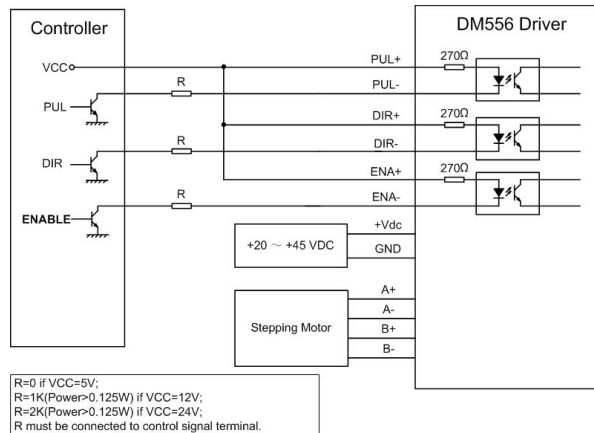 Controller
DM556 Driver
VCC
PUL+
270Ω
R
PUL-
PUL
DIR+
270Ω
R
DIR-
DIR
ENA+
270Ω
R
ENA-
ENABLE
+Vdc
+20 ～ +45 VDC
GND
A+
A-
Stepping Motor
B+
B-
R=0 if VCC=5V;
R=1K(Power>0.125W) if VCC=12V;
R=2K(Power>0.125W) if VCC=24V;
R must be connected to control signal terminal.